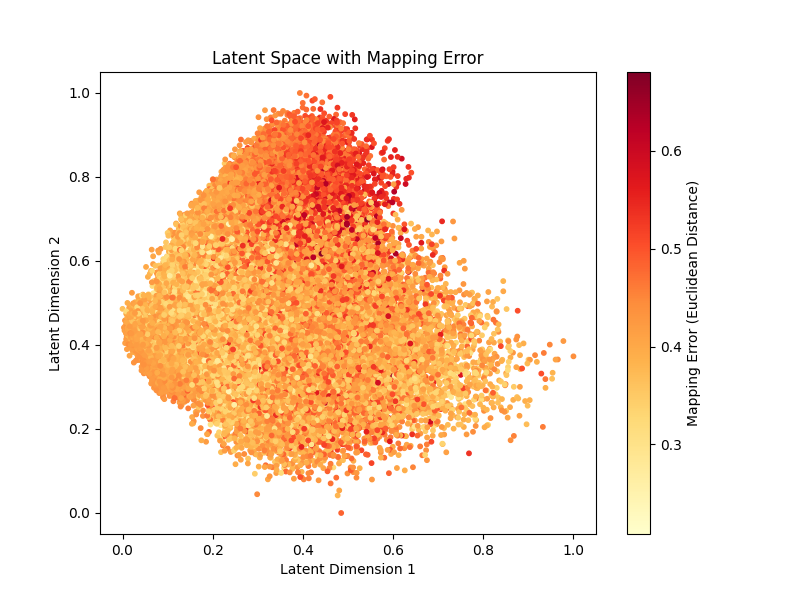 Latent Space with Mapping Error
1.0
0.8
0.6
0.4
0.2
0.0
Latent Dimension 2
0.0 0.2 0.4 0.6 0.8 1.0
Latent Dimension 1
0.6
0.5
0.4
0.3
Mapping Error (Euclidean Distance)